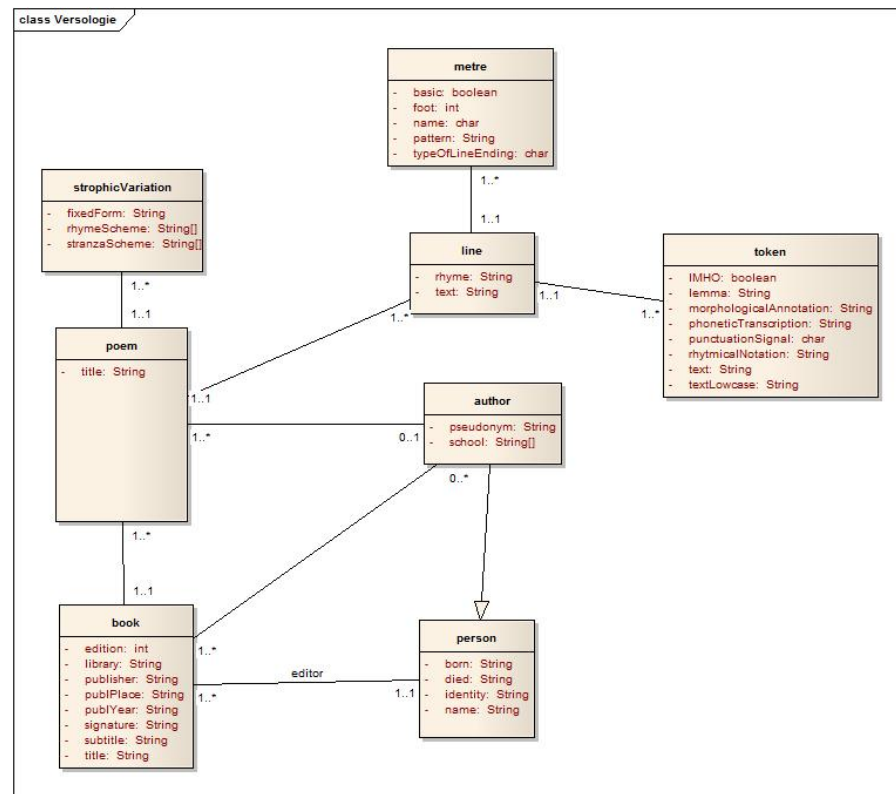 class Versologie
metre
- basic: boolean
- foot: int
- name: char
- pattern: String
- typeOfLineEnding: char
1..*
1..1
strophicVariation
- fixedForm: String
- rhymeScheme: String[]
- stranzaScheme: String[]
1..*
1..1
line
- rhyme: String
- text: String
1..1
1..*
token
- IMHO: boolean
- lemma: String
- morphologicalAnnotation: String
- phoneticTranscription: String
- punctuationSignal: char
- rhytmicalNotation: String
- text: String
- textLowcase: String
1..*
poem
- title: String
1..1
1..*
0..1
author
- pseudonym: String
- school: String[]
0..*
1..*
1..1
book
- edition: int
- library: String
- publisher: String
- publPlace: String
- publYear: String
- signature: String
- subtitle: String
- title: String
1..*
editor
1..*
1..1
person
- born: String
- died: String
- identity: String
- name: String